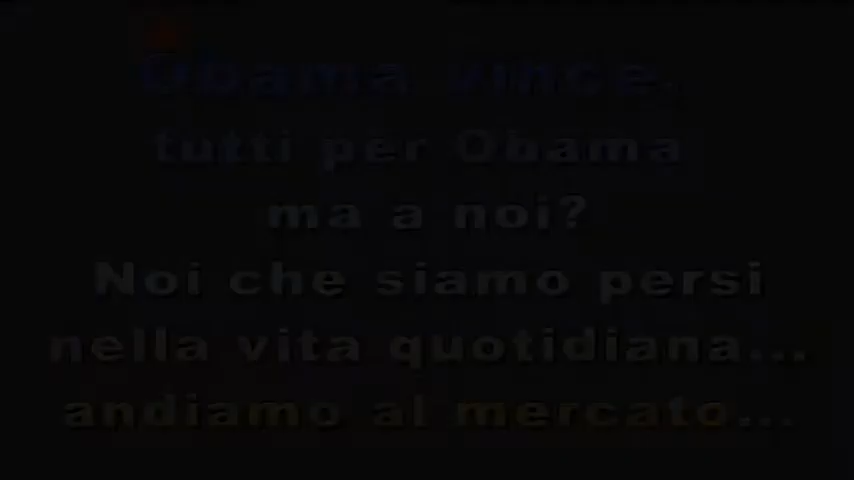 Obama vince,
tutti per Obama
ma a noi?
Noi che siamo persi
nella vita quotidiana...
andiamo al mercato...